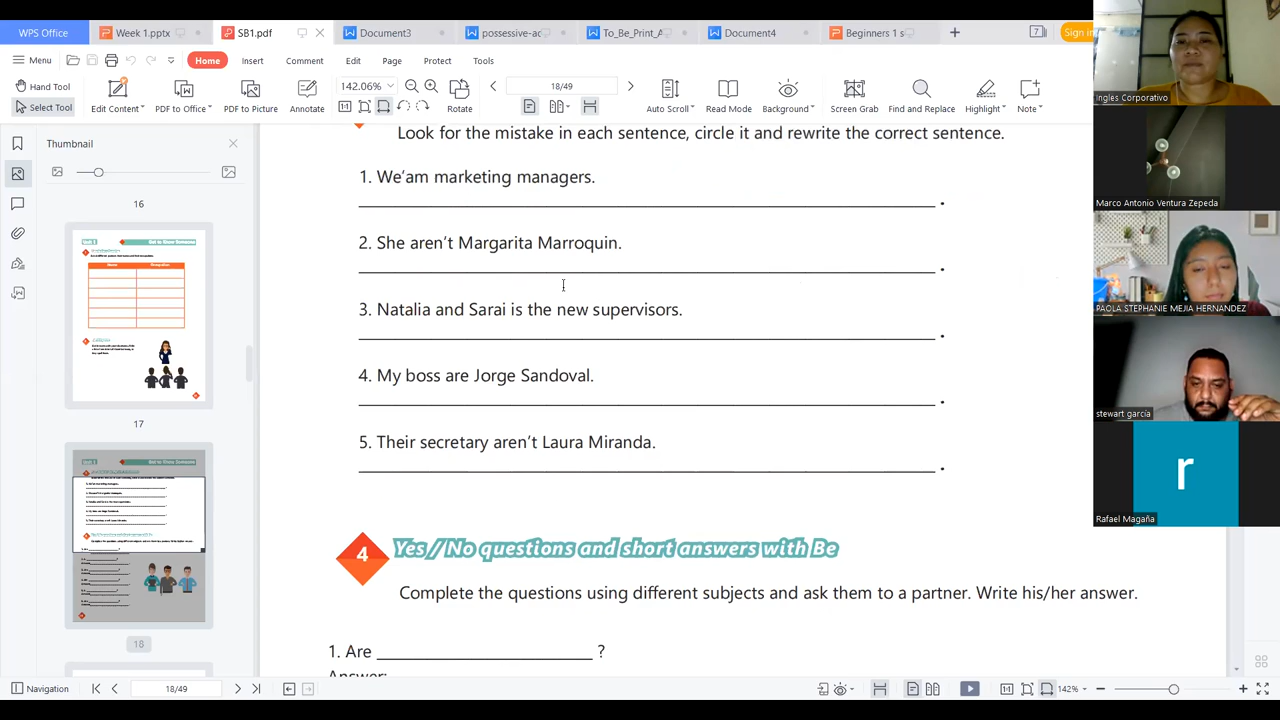 WPS Office
Week 1.pptx
SB1.pdf
Document3
possessive-ac
To_Be_Print_A
Document4
Beginners 1 s
7
Sign in
Menu
Home
Insert
Comment
Edit
Page
Protect
Tools
Hand Tool
Select Tool
Edit Content
PDF to Office
PDF to Picture
Annotate
142.06%
Rotate
18/49
Auto Scroll
Read Mode
Background
Screen Grab
Find and Replace
Highlight
Note
Thumbnail
16
17
18
Look for the mistake in each sentence, circle it and rewrite the correct sentence.
1. We'am marketing managers.
2. She aren't Margarita Marroquin.
3. Natalia and Sarai is the new supervisors.
4. My boss are Jorge Sandoval.
5. Their secretary aren't Laura Miranda.
4
Yes / No questions and short answers with Be
Complete the questions using different subjects and ask them to a partner. Write his/her answer.
1. Are ______________________ ?
Answer:
Ingles Corporativo
Marco Antonio Ventura Zepeda
PAOLA STEPHANIE MEJIA HERNANDEZ
stewart garcía
r
Rafael Magaña
Navigation
18/49
142%